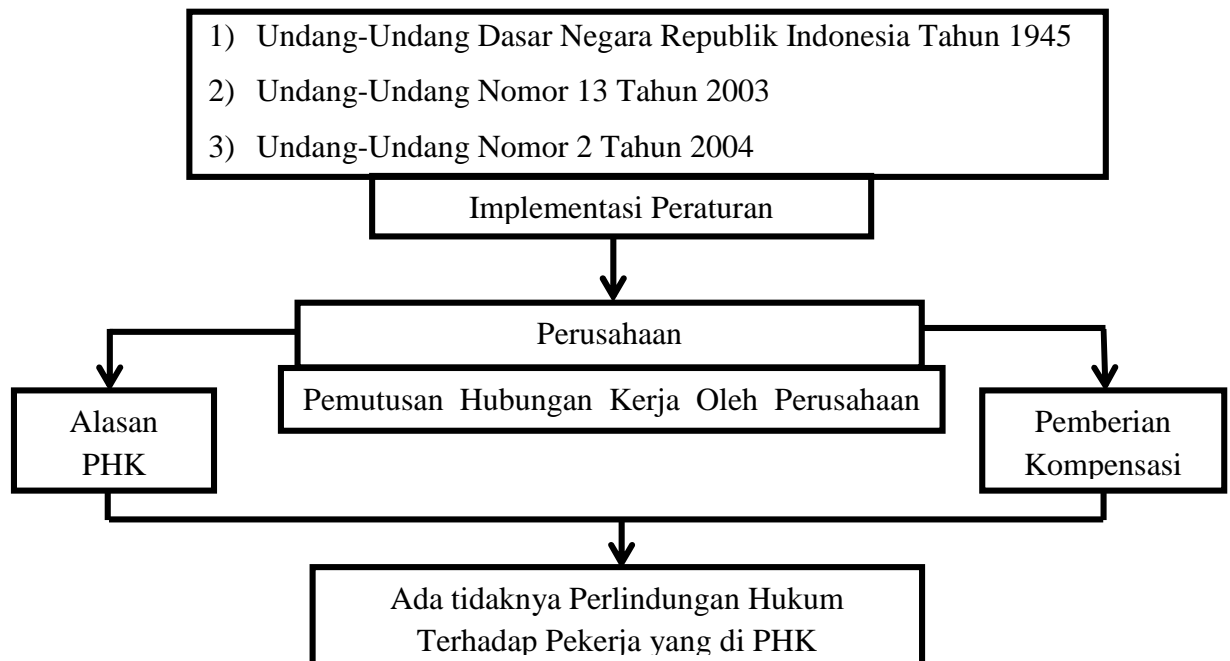 1) Undang-Undang Dasar Negara Republik Indonesia Tahun 1945
2) Undang-Undang Nomor 13 Tahun 2003
3) Undang-Undang Nomor 2 Tahun 2004
Implementasi Peraturan
Perusahaan
Pemutusan Hubungan Kerja Oleh Perusahaan
Alasan
PHK
Pemberian
Kompensasi
Ada tidaknya Perlindungan Hukum
Terhadap Pekerja yang di PHK